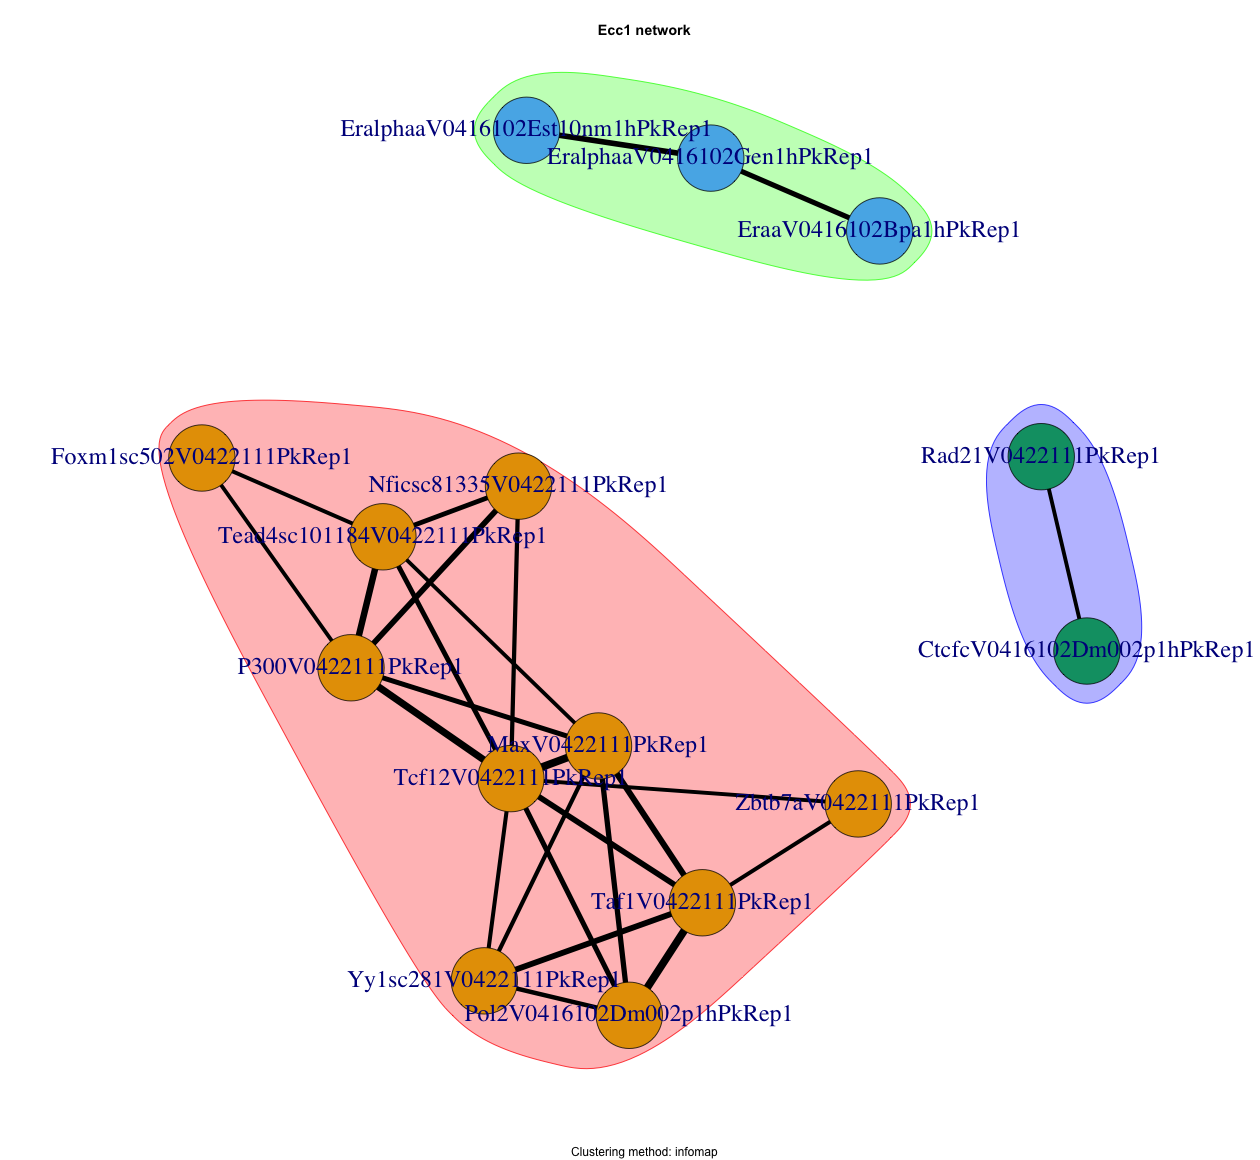 Ecc1 network
EralphaaV0416102Est10nm1hPkRep1
EralphaaV0416102Gen1hPkRep1
EraaV0416102Bpa1hPkRep1
Foxm1sc502V0422111PkRep1
Rad21V0422111PkRep1
Nficsc81335V0422111PkRep1
Tead4sc101184V0422111PkRep1
CtcfcV0416102Dm002p1hPkRep1
P300V0422111PkRep1
MaxV0422111PkRep1
Tcf12V0422111PkRep1
Zbtb7aV0422111PkRep1
Taf1V0422111PkRep1
Yy1sc281V0422111PkRep1
Pol2V0416102Dm002p1hPkRep1
Clustering method: infomap